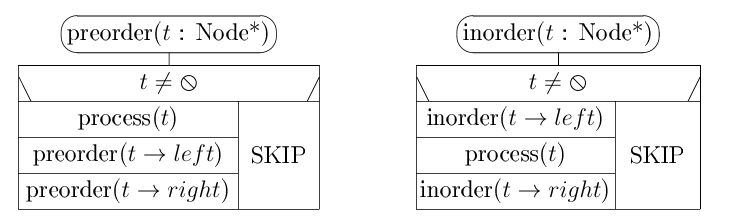 preorder(t : Node*)
t ≠ ⦸
process(t)
preorder(t → left)
preorder(t → right)
SKIP
inorder(t : Node*)
t ≠ ⦸
inorder(t → left)
process(t)
inorder(t → right)
SKIP